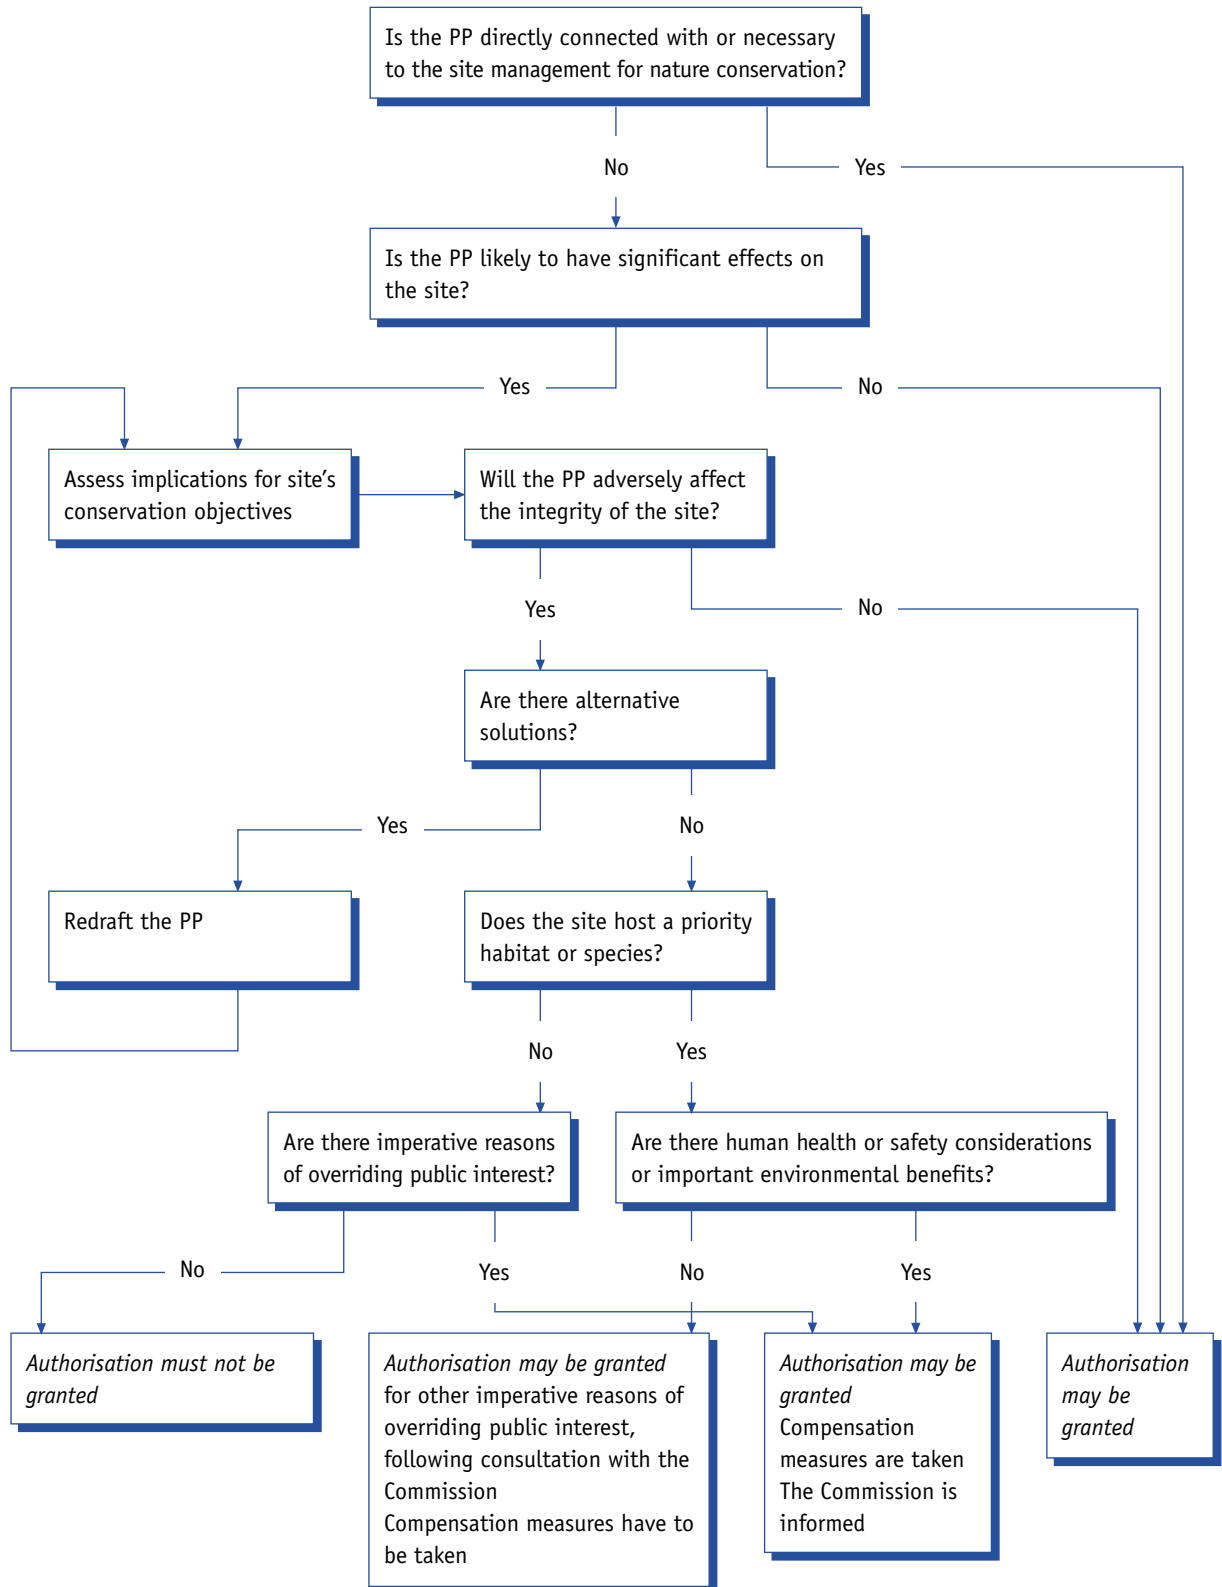 Is the PP directly connected with or necessary
to the site management for nature conservation?
No
Yes
Is the PP likely to have significant effects on
the site?
Yes
No
Assess implications for site's
conservation objectives
Will the PP adversely affect
the integrity of the site?
Yes
No
Are there alternative
solutions?
Yes
No
Redraft the PP
Does the site host a priority
habitat or species?
No
Yes
Are there imperative reasons
of overriding public interest?
Are there human health or safety considerations
or important environmental benefits?
No
Yes
No
Yes
Authorisation must not be
granted
Authorisation may be granted
for other imperative reasons of
overriding public interest,
following consultation with the
Commission
Compensation measures have to
be taken
Authorisation may be
granted
Compensation
measures are taken
The Commission is
informed
Authorisation
may be
granted